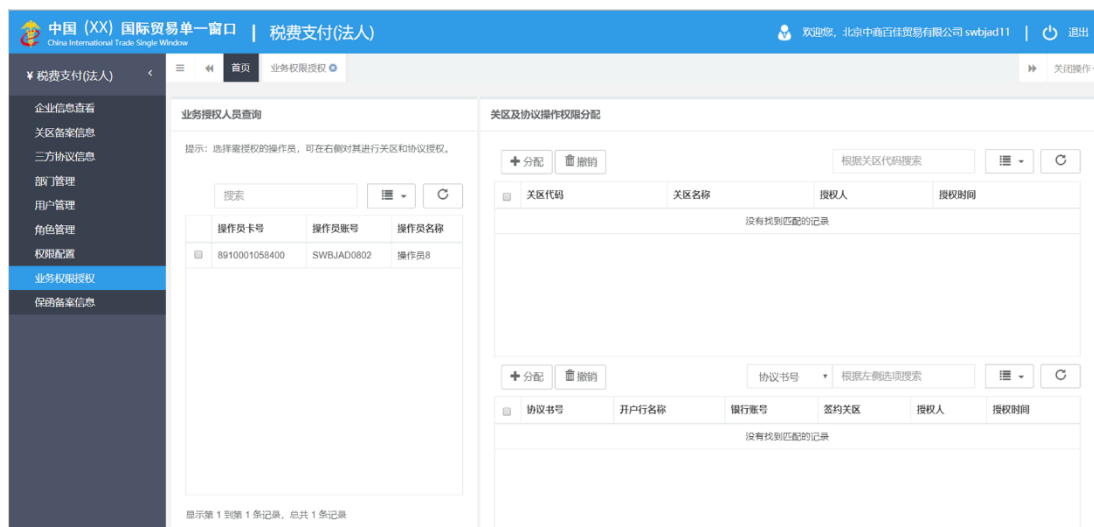 中国（XX）国际贸易单一窗口 | 税费支付(法人)
China International Trade Single Window
欢迎您，北京中商百佳贸易有限公司 swbjad11 | 退出
¥ 税费支付(法人)
首页 业务权限授权 关闭操作
企业信息查看
关区备案信息
三方协议信息
部门管理
用户管理
角色管理
权限配置
业务权限授权
保函备案信息
业务授权人员查询
提示：选择需授权的操作员，可在右侧对其进行关区和协议授权。
搜索
操作员卡号 操作员账号 操作员名称
8910001058400 SWBJAD0802 操作员8
显示第 1 到第 1 条记录，总共 1 条记录
关区及协议操作权限分配
分配 撤销 根据关区代码搜索
关区代码 关区名称 授权人 授权时间
没有找到匹配的记录
分配 撤销 协议书号 根据左侧选项搜索
协议书号 开户行名称 银行账号 签约关区 授权人 授权时间
没有找到匹配的记录